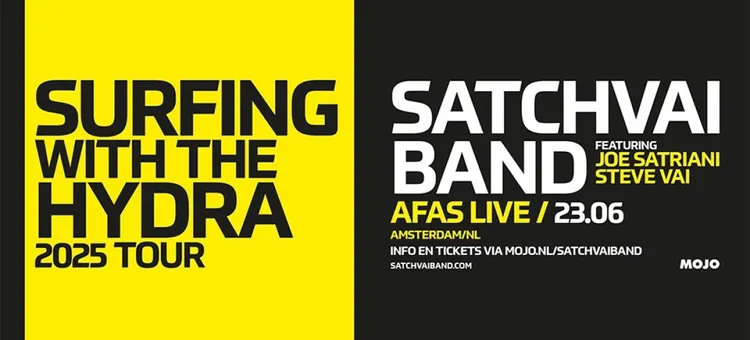 SURFING
WITH THE
HYDRA
2025 TOUR
SATCHVAI
BAND
FEATURING
JOE SATRIANI
STEVE VAI
AFAS LIVE / 23.06
AMSTERDAM/NL
INFO EN TICKETS VIA MOJO.NL/SATCHVAIBAND
SATCHVAIBAND.COM
MOJO